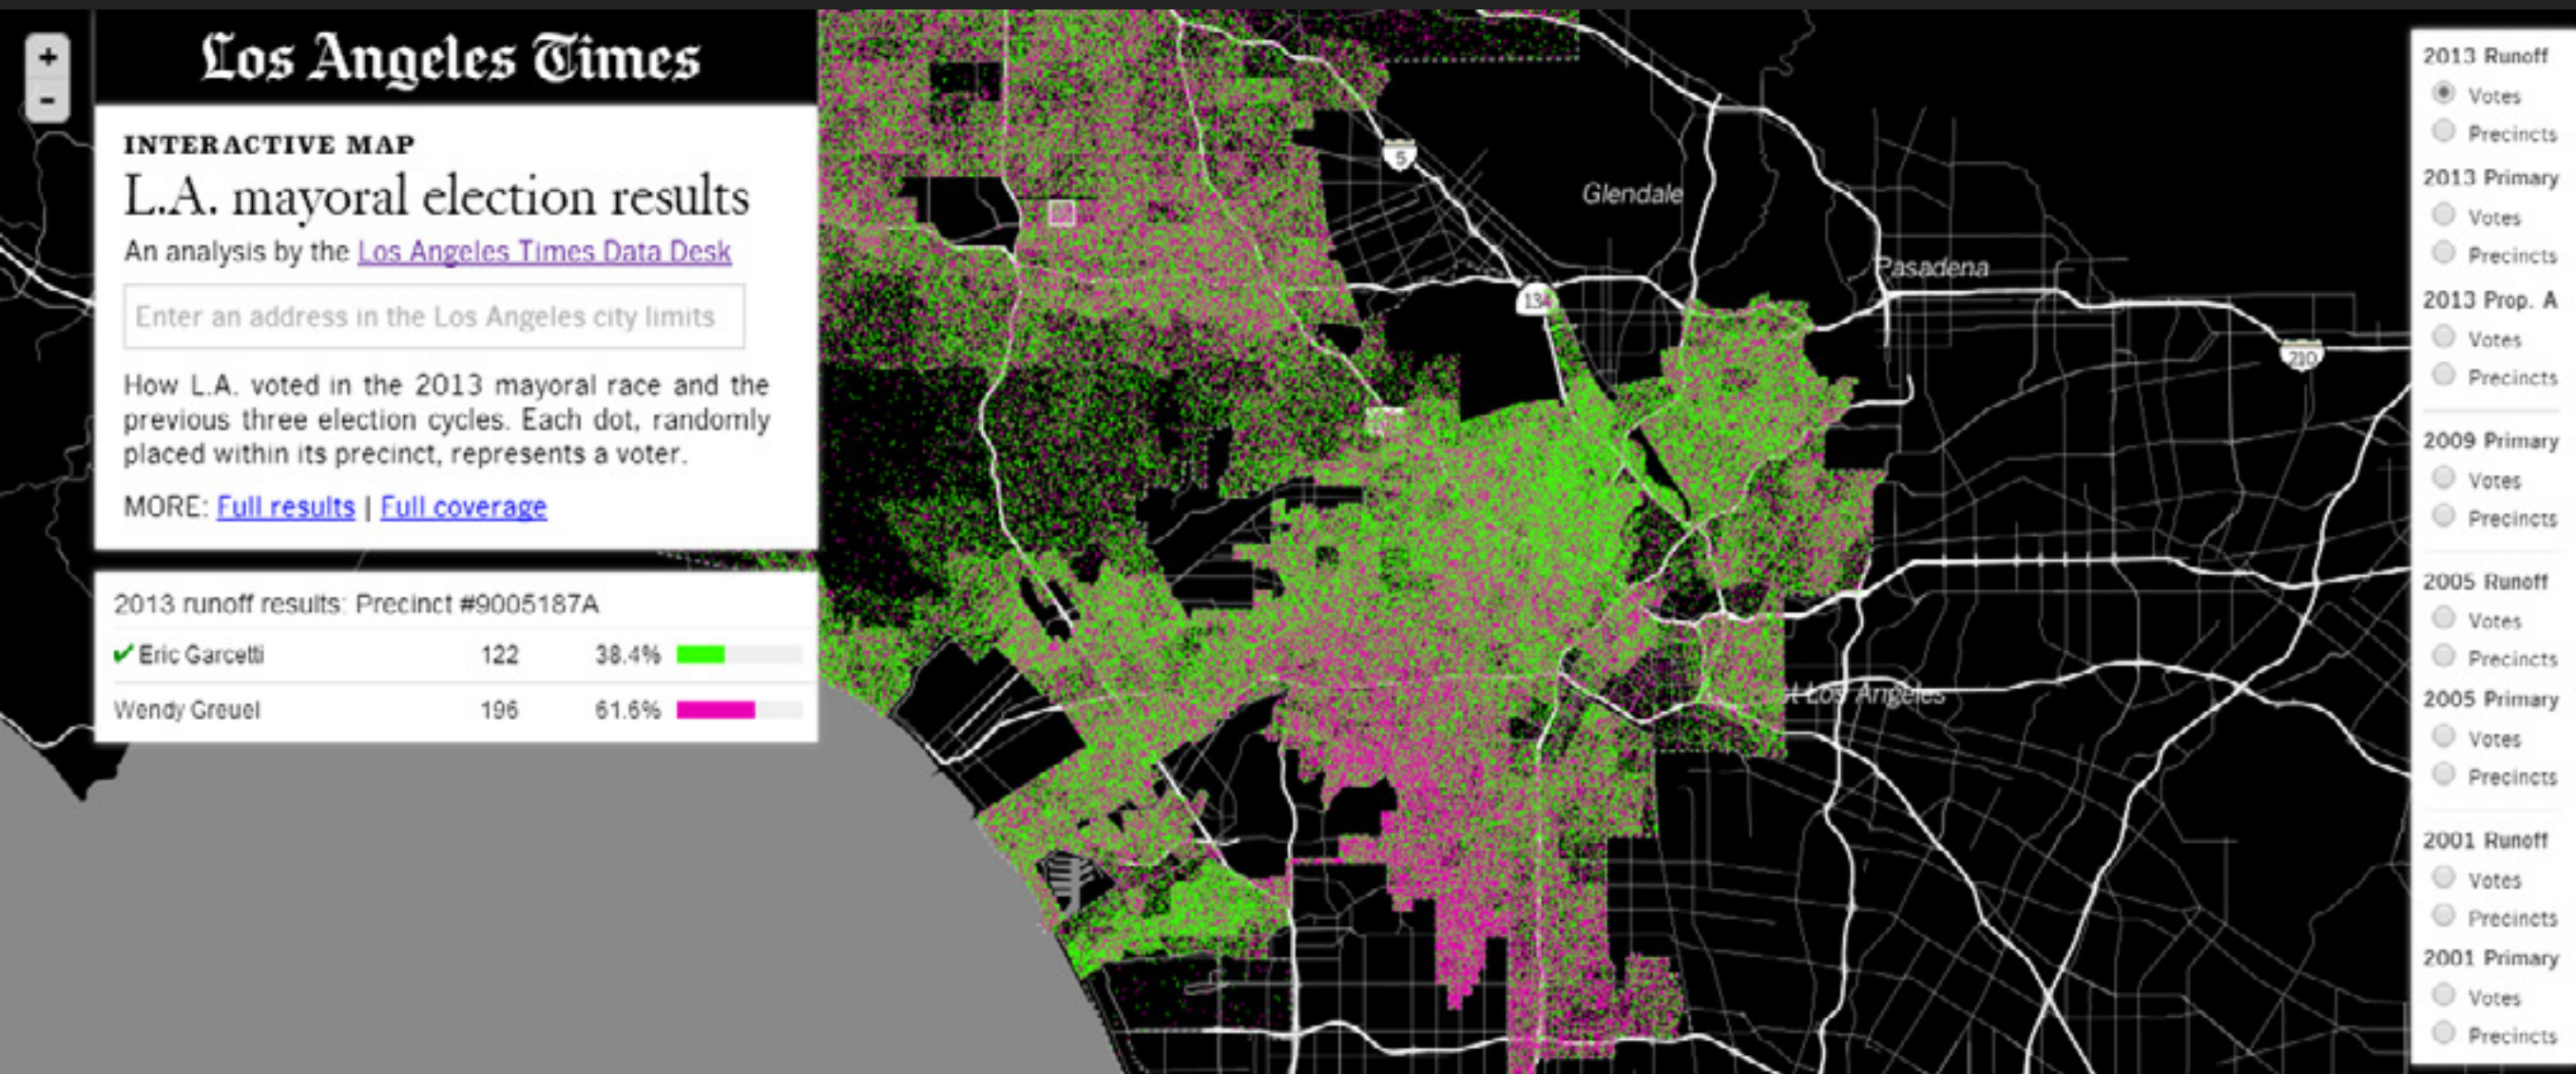 +
-
Los Angeles Times
INTERACTIVE MAP
L.A. mayoral election results
An analysis by the Los Angeles Times Data Desk
Enter an address in the Los Angeles city limits
How L.A. voted in the 2013 mayoral race and the
previous three election cycles. Each dot, randomly
placed within its precinct, represents a voter.
MORE: Full results | Full coverage
2013 runoff results: Precinct #9005187A
Eric Garcetti 122 38.4%
Wendy Greuel 196 61.6%
5
Glendale
134
Pasadena
210
t Los Angeles
2013 Runoff
Votes
Precincts
2013 Primary
Votes
Precincts
2013 Prop. A
Votes
Precincts
2009 Primary
Votes
Precincts
2005 Runoff
Votes
Precincts
2005 Primary
Votes
Precincts
2001 Runoff
Votes
Precincts
2001 Primary
Votes
Precincts